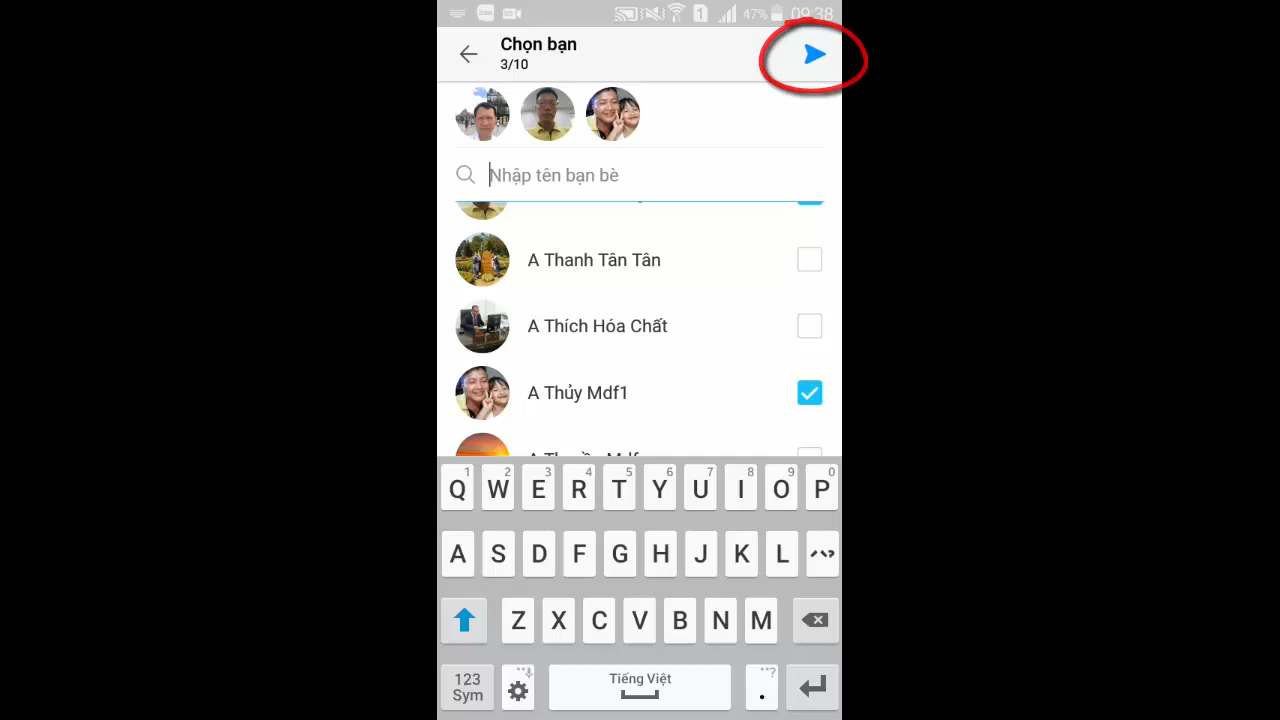 1
47%
09:38
Chọn bạn
3/10
Nhập tên bạn bè
A Thanh Tân Tân
A Thích Hóa Chất
A Thủy Mdf1
1 2 3 4 5 6 7 8 9 0
Q W E R T Y U I O P
A S D F G H J K L
Z X C V B N M
123
Sym
Tiếng Việt
. ?